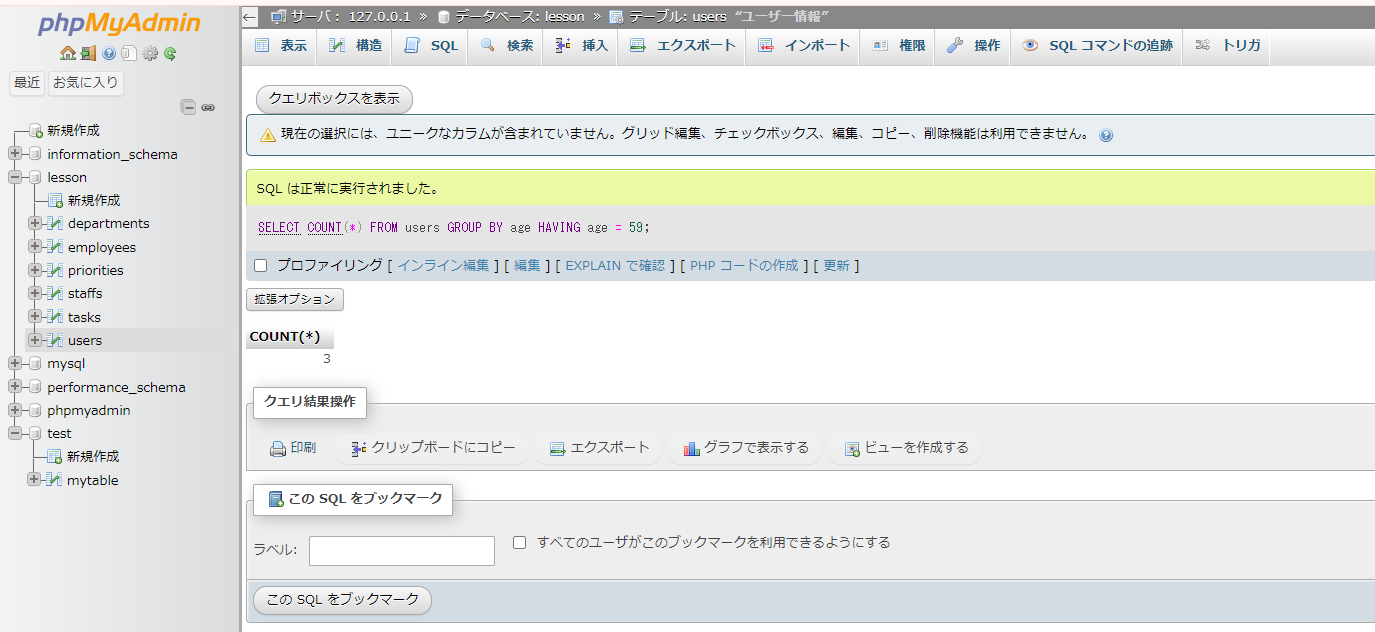 phpMyAdmin
最近 お気に入り
新規作成
information_schema
lesson
新規作成
departments
employees
priorities
staffs
tasks
users
mysql
performance_schema
phpmyadmin
test
新規作成
mytable
サーバ: 127.0.0.1 » データベース: lesson » テーブル: users “ユーザー情報”
表示 構造 SQL 検索 挿入 エクスポート インポート 権限 操作 SQL コマンドの追跡 トリガ
クエリボックスを表示
現在の選択には、ユニークなカラムが含まれていません。グリッド編集、チェックボックス、編集、コピー、削除機能は利用できません。
SQL は正常に実行されました。
SELECT COUNT(*) FROM users GROUP BY age HAVING age = 59;
プロファイリング [ インライン編集 ] [ 編集 ] [ EXPLAIN で確認 ] [ PHP コードの作成 ] [ 更新 ]
拡張オプション
COUNT(*)
3
クエリ結果操作
印刷 クリップボードにコピー エクスポート グラフで表示する ビューを作成する
この SQL をブックマーク
ラベル: すべてのユーザがこのブックマークを利用できるようにする
この SQL をブックマーク